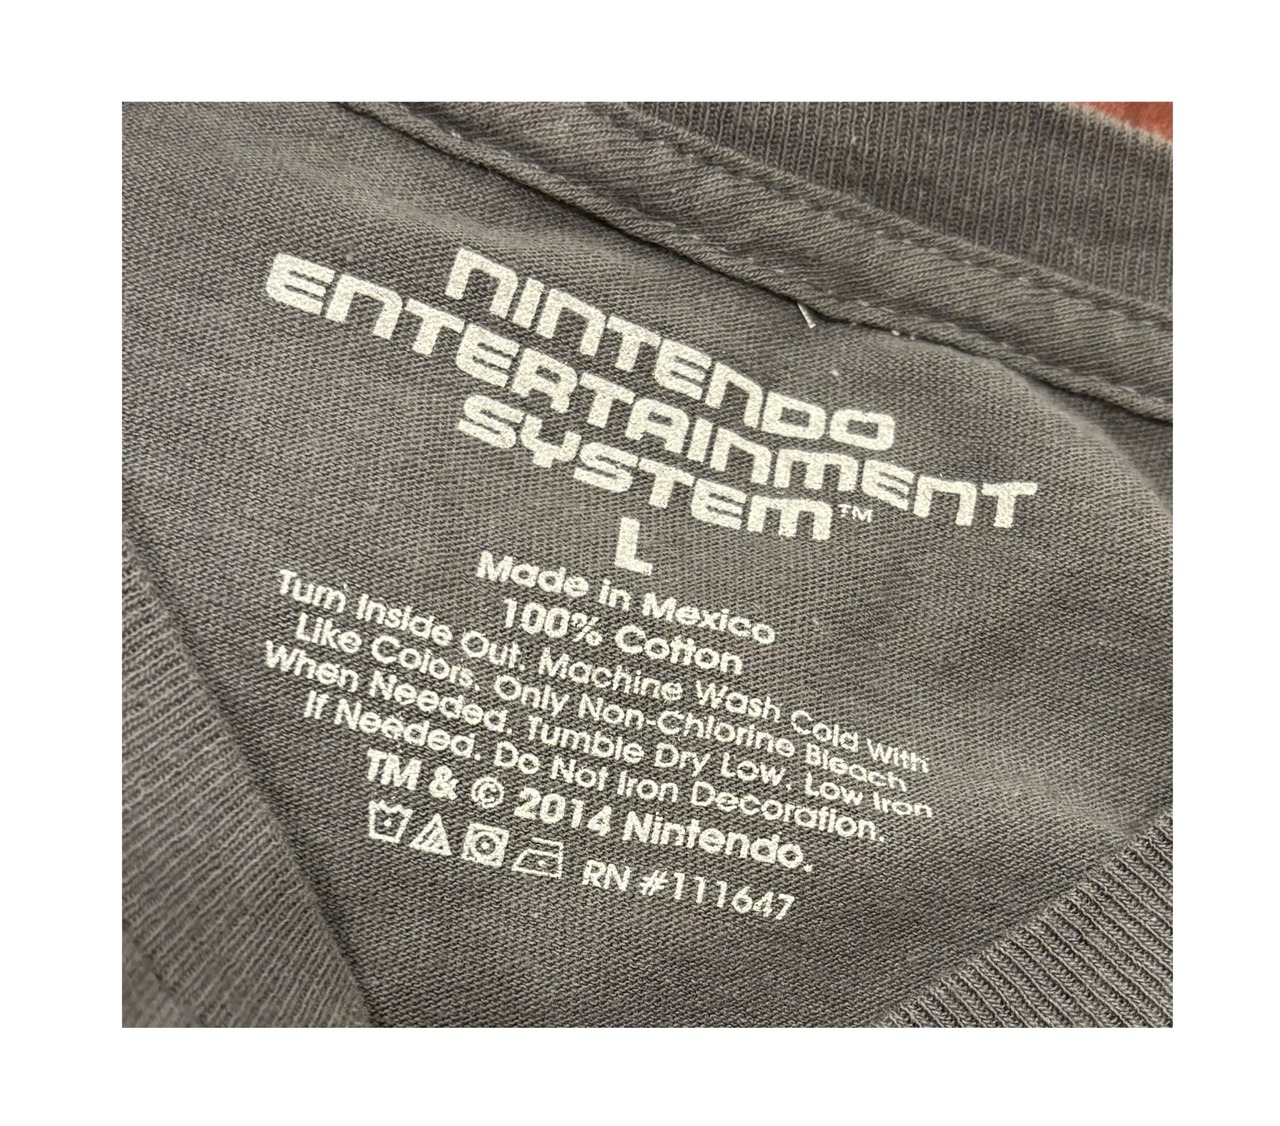 NINTENDO
ENTERTAINMENT
SYSTEM™
L
Made in Mexico
100% Cotton
Turn Inside Out. Machine Wash Cold with
Like Colors. Only Non-Chlorine Bleach
When Needed. Tumble Dry Low. Low Iron
If Needed. Do Not Iron Decoration.
TM & © 2014 Nintendo.
RN #111647